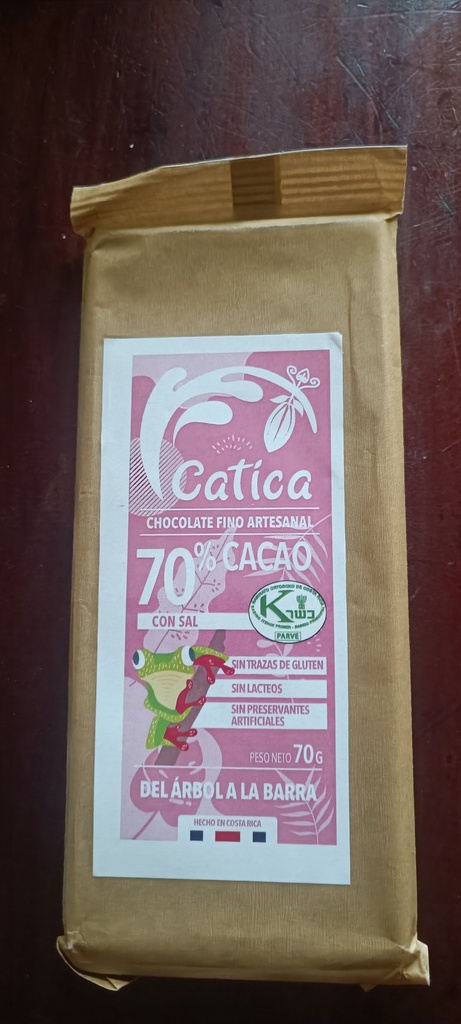 Catica
CHOCOLATE FINO ARTESANAL
70% CACAO
CON SAL
K כשר
PARVE
SIN TRAZAS DE GLUTEN
SIN LACTEOS
SIN PRESERVANTES
ARTIFICIALES
PESO NETO 70G
DEL ÁRBOL A LA BARRA
HECHO EN COSTA RICA